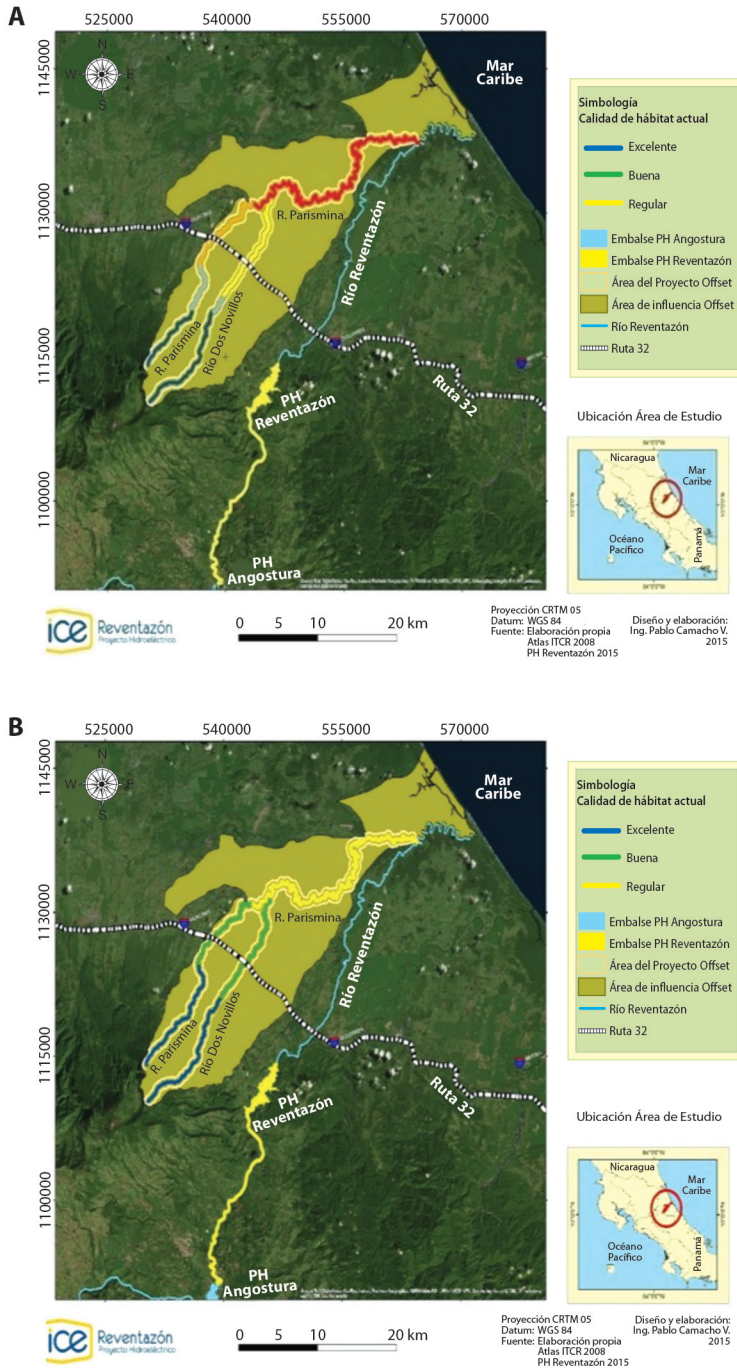 A
525000 540000 555000 570000
1145000
1130000
1115000
1100000
N
W E
S
Mar
Caribe
R. Parismina
Río Reventazón
R. Parismina
Río Dos Novillos
PH
Reventazón
Ruta 32
PH
Angostura
Simbología
Calidad de hábitat actual
Excelente
Buena
Regular
Embalse PH Angostura
Embalse PH Reventazón
Área del Proyecto Offset
Área de influencia Offset
Río Reventazón
Ruta 32
Ubicación Área de Estudio
Nicaragua
Mar
Caribe
Océano
Pacífico
Panamá
ice Reventazón
Proyecto Hidroeléctrico
0 5 10 20 km
Proyección CRTM 05
Datum: WGS 84
Fuente: Elaboración propia
Atlas ITCR 2008
PH Reventazón 2015
Diseño y elaboración:
Ing. Pablo Camacho V.
2015
B
525000 540000 555000 570000
1145000
1130000
1115000
1100000
N
W E
S
Mar
Caribe
R. Parismina
Río Reventazón
R. Parismina
Río Dos Novillos
PH
Reventazón
Ruta 32
PH
Angostura
Simbología
Calidad de hábitat actual
Excelente
Buena
Regular
Embalse PH Angostura
Embalse PH Reventazón
Área del Proyecto Offset
Área de influencia Offset
Río Reventazón
Ruta 32
Ubicación Área de Estudio
Nicaragua
Mar
Caribe
Océano
Pacífico
Panamá
ice Reventazón
Proyecto Hidroeléctrico
0 5 10 20 km
Proyección CRTM 05
Datum: WGS 84
Fuente: Elaboración propia
Atlas ITCR 2008
PH Reventazón 2015
Diseño y elaboración:
Ing. Pablo Camacho V.
2015